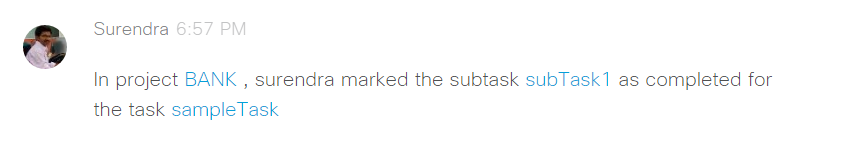 Surendra 6:57 PM
In project BANK , surendra marked the subtask subTask1 as completed for
the task sampleTask